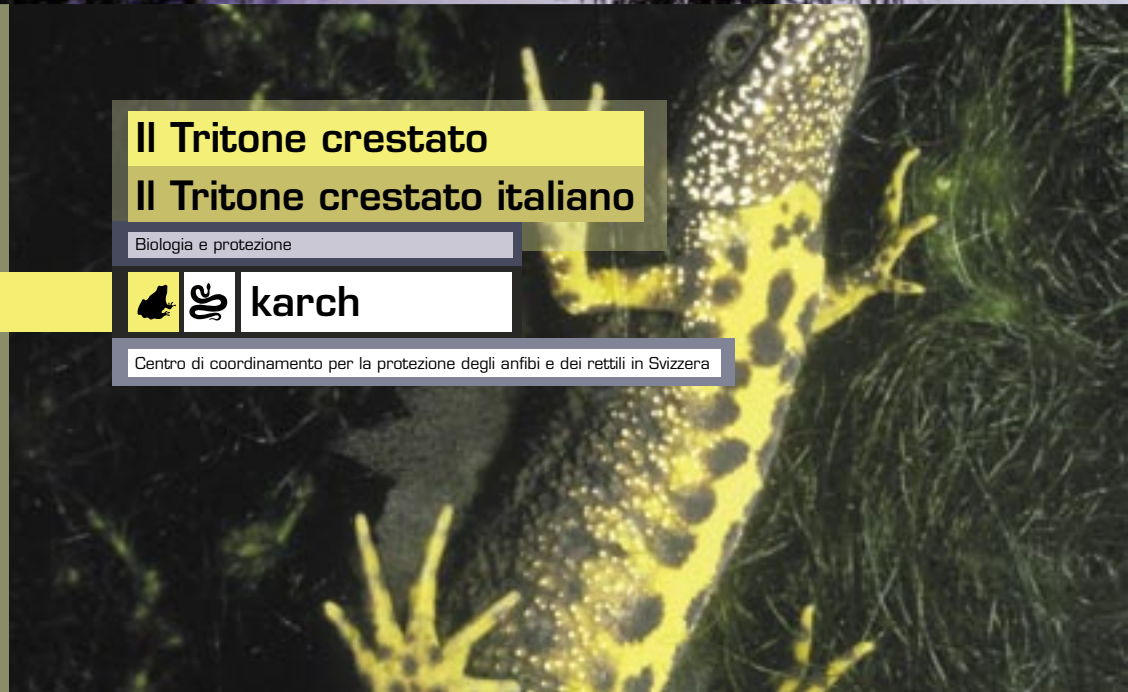 Il Tritone crestato
Il Tritone crestato italiano
Biologia e protezione
karch
Centro di coordinamento per la protezione degli anfibi e dei rettili in Svizzera